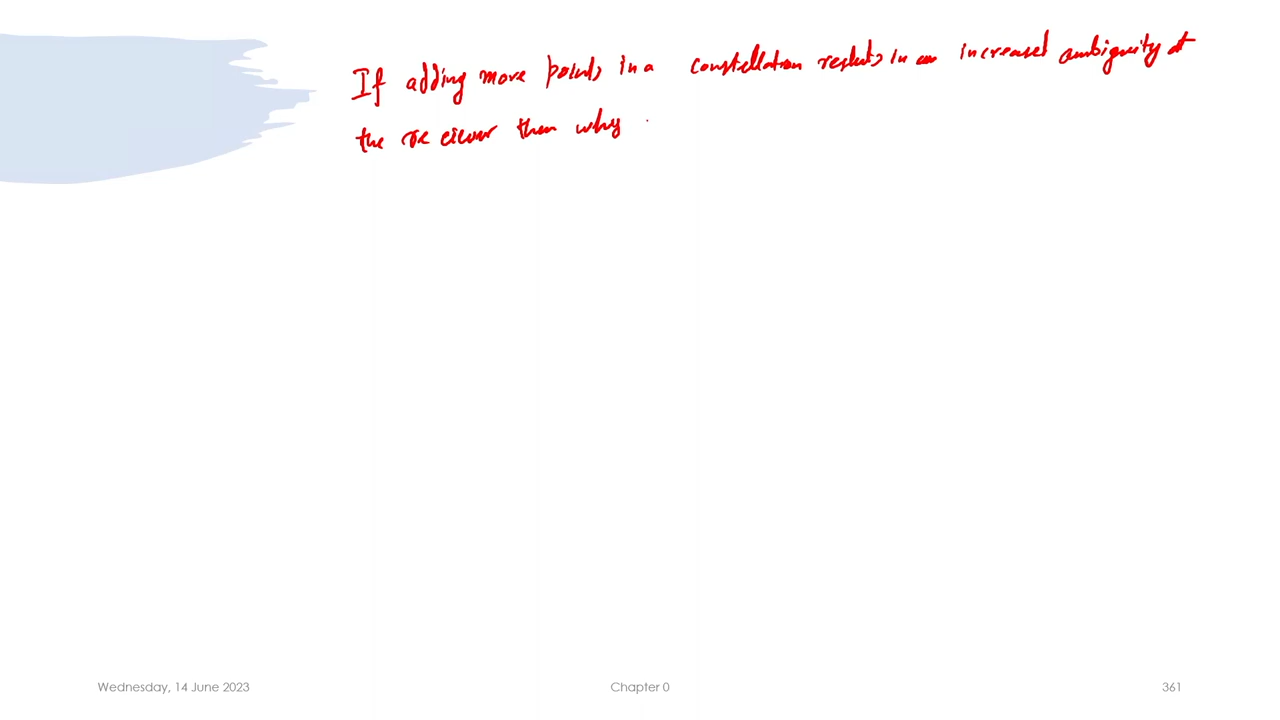 If adding more points in a constellation results in an increased ambiguity at
the receiver then why
Wednesday, 14 June 2023
Chapter 0
361